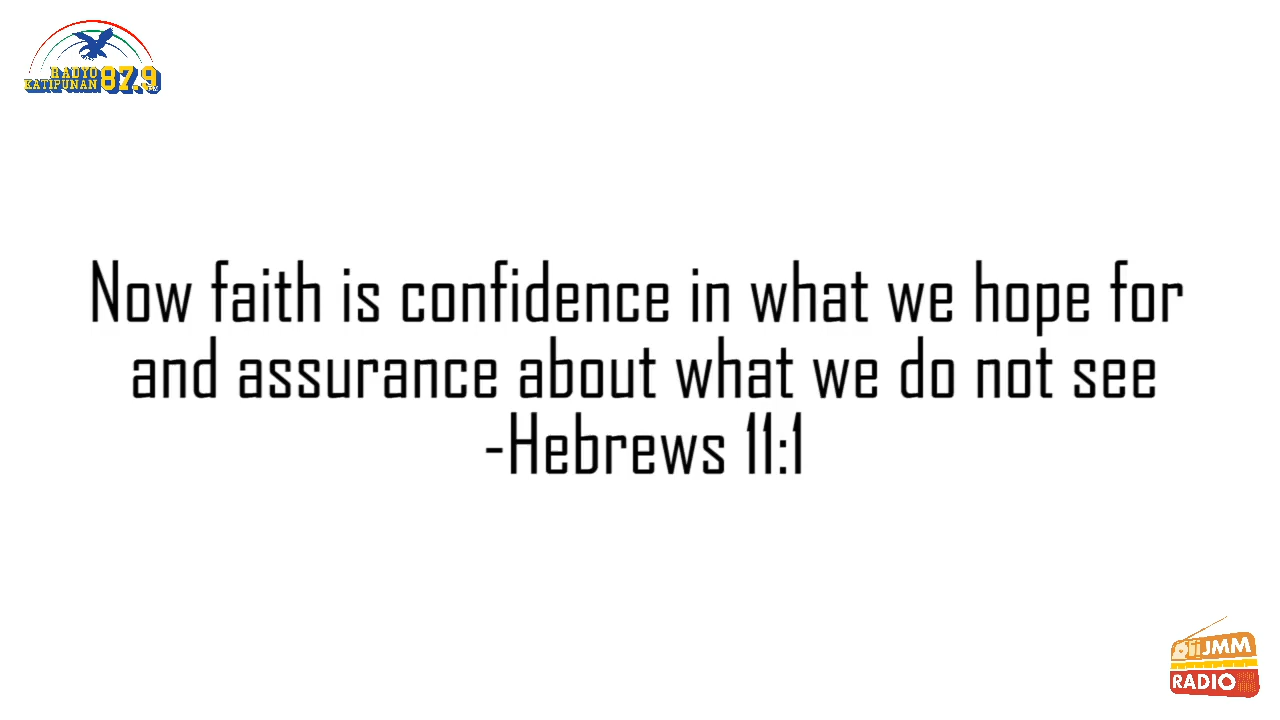 RADYO
KATIPUNAN 87.9
Now faith is confidence in what we hope for
and assurance about what we do not see
-Hebrews 11:1
JMM
RADIO